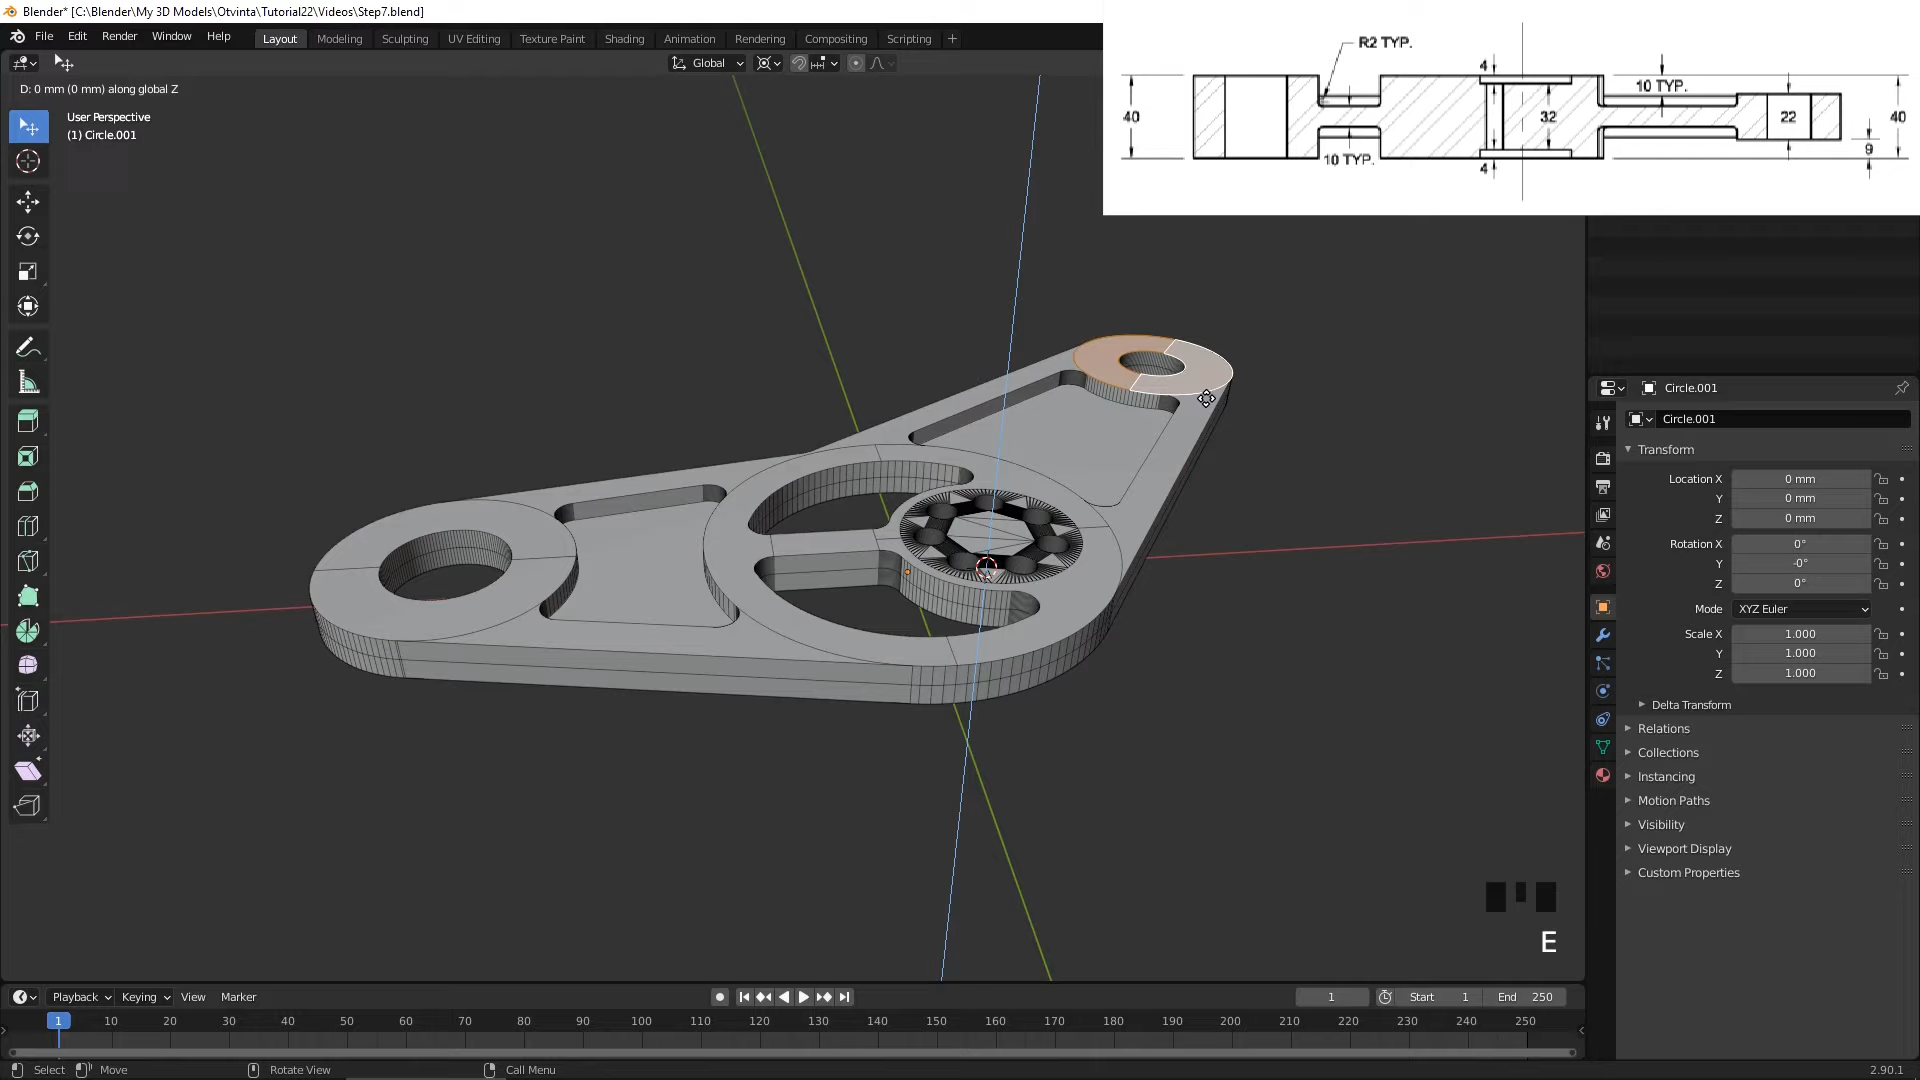 Blender* [C:\Blender\My 3D Models\Otvinta\Tutorial22\Videos\Step7.blend]
File Edit Render Window Help Layout Modeling Sculpting UV Editing Texture Paint Shading Animation Rendering Compositing Scripting
Global
D: 0 mm (0 mm) along global Z
User Perspective
(1) Circle.001
R2 TYP.
4
10 TYP.
40
32
22
40
9
10 TYP.
4
Circle.001
Circle.001
Transform
Location X 0 mm
Y 0 mm
Z 0 mm
Rotation X 0°
Y -0°
Z 0°
Mode XYZ Euler
Scale X 1.000
Y 1.000
Z 1.000
Delta Transform
Relations
Collections
Instancing
Motion Paths
Visibility
Viewport Display
Custom Properties
E
Playback Keying View Marker 1 Start 1 End 250
1 10 20 30 40 50 60 70 80 90 100 110 120 130 140 150 160 170 180 190 200 210 220 230 240 250
Select Move Rotate View Call Menu 2.90.1